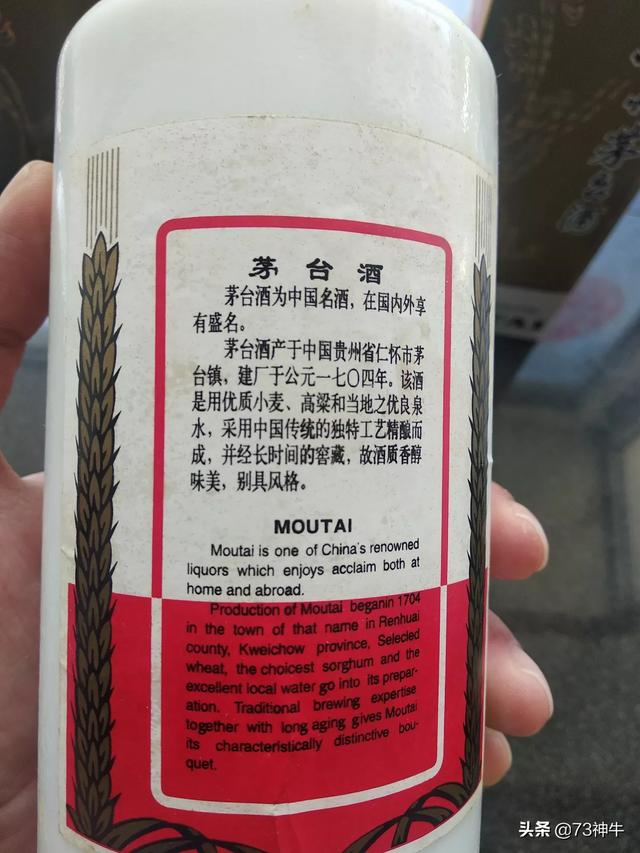 茅台酒
茅台酒为中国名酒，在国内外享
有盛名。
茅台酒产于中国贵州省仁怀市茅
台镇，建厂于公元一七〇四年。该酒
是用优质小麦、高粱和当地之优良泉
水，采用中国传统的独特工艺精酿而
成，并经长时间的窖藏，故酒质香醇
味美，别具风格。
MOUTAI
Moutai is one of China's renowned
liquors which enjoys acclaim both at
home and abroad.
Production of Moutai beganin 1704
in the town of that name in Renhuai
county, Kweichow province, Selected
wheat, the choicest sorghum and the
excellent local water go into its prepar-
ation. Traditional brewing expertise
together with long aging gives Moutai
its characteristically distinctive bou-
quet.
头条 @73神牛